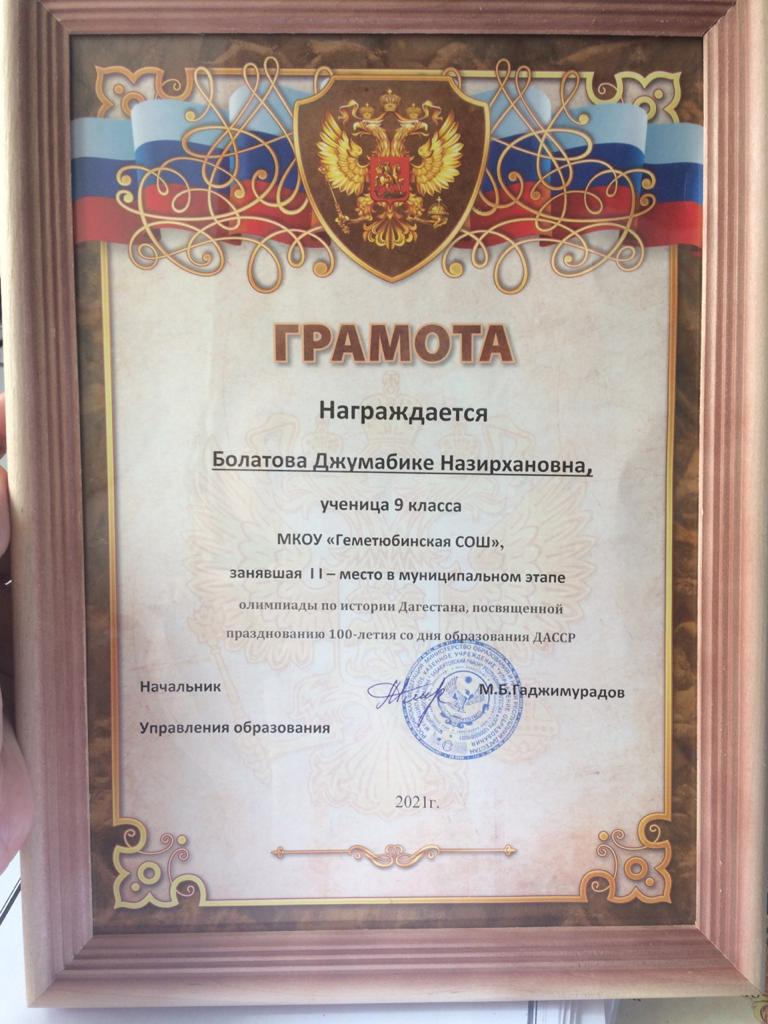 ГРАМОТА
Награждается
Болатова Джумабике Назирхановна,
ученица 9 класса
МКОУ «Геметюбинская СОШ»,
занявшая II – место в муниципальном этапе
олимпиады по истории Дагестана, посвященной
празднованию 100-летия со дня образования ДАССР
Начальник М.Б.Гаджимурадов
Управления образования
2021г.